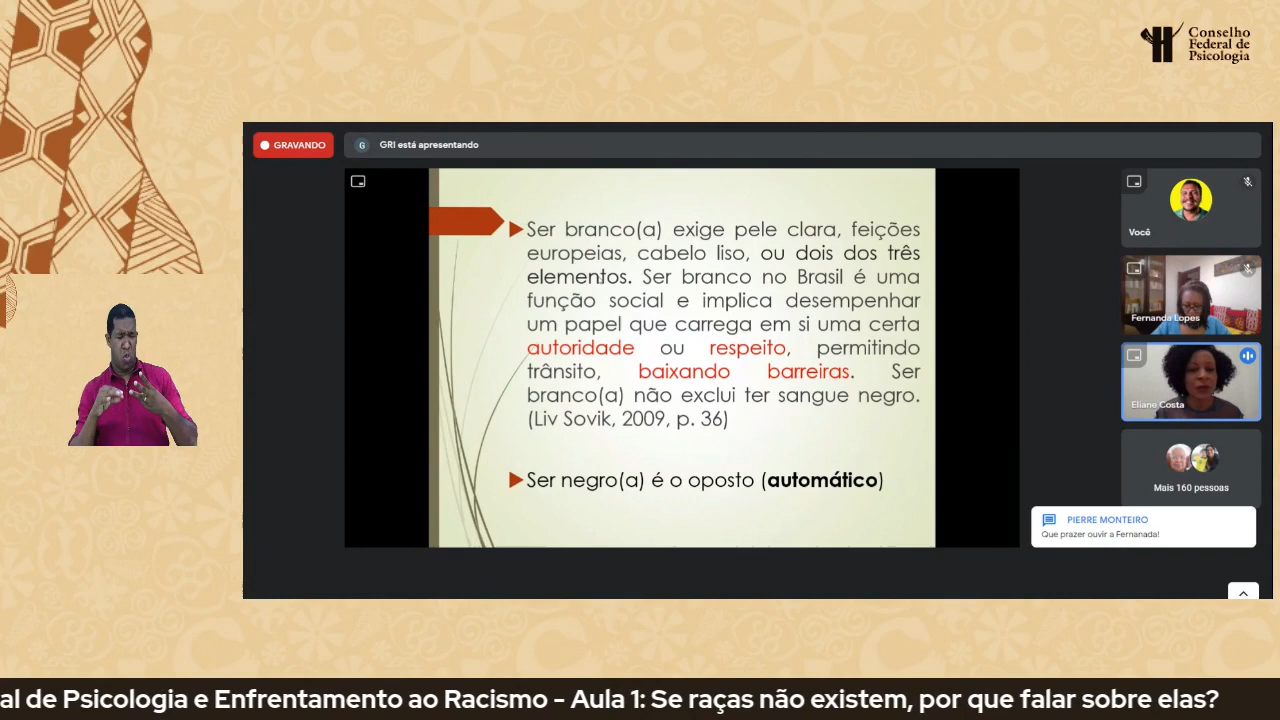 Conselho
Federal de
Psicologia
GRAVANDO
G
GRI está apresentando
Ser branco(a) exige pele clara, feições
europeias, cabelo liso, ou dois dos três
elementos. Ser branco no Brasil é uma
função social e implica desempenhar
um papel que carrega em si uma certa
autoridade ou respeito, permitindo
trânsito, baixando barreiras. Ser
branco(a) não exclui ter sangue negro.
(Liv Sovik, 2009, p. 36)
Ser negro(a) é o oposto (automático)
Você
Fernanda Lopes
Eliane Costa
Mais 160 pessoas
PIERRE MONTEIRO
Que prazer ouvir a Fernanada!
al de Psicologia e Enfrentamento ao Racismo - Aula 1: Se raças não existem, por que falar sobre elas?